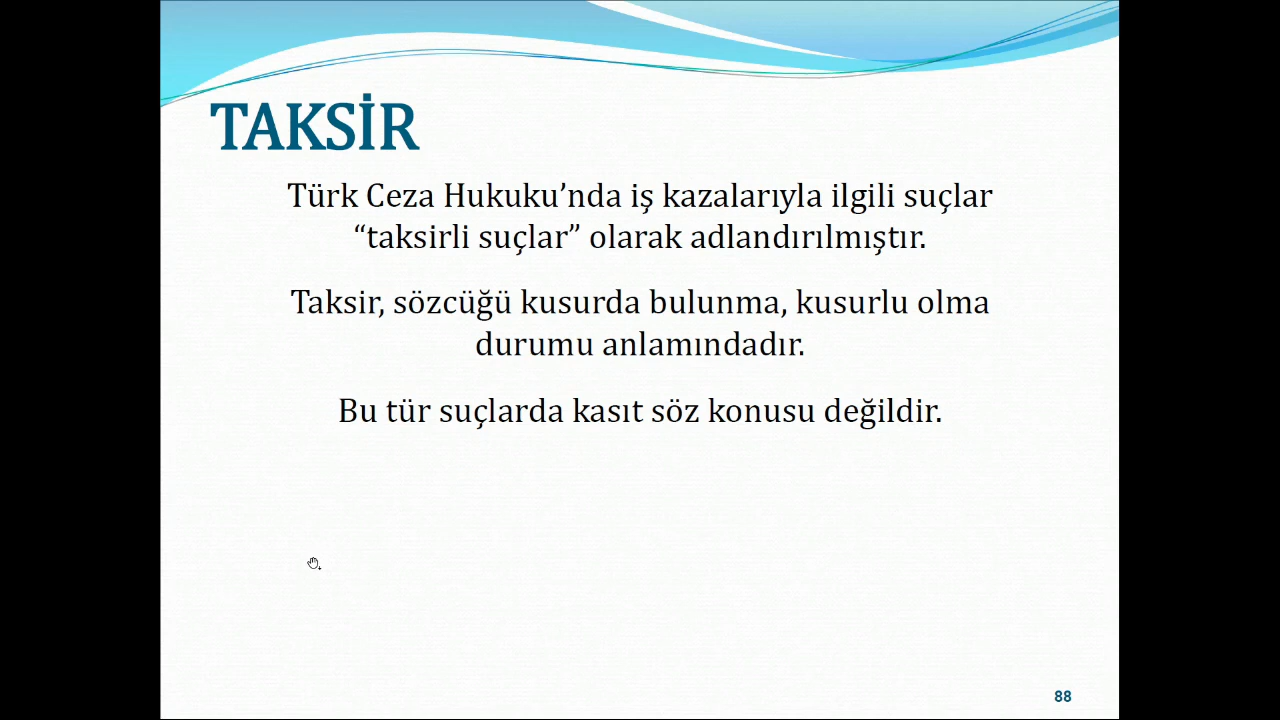 TAKSİR
Türk Ceza Hukuku’nda iş kazalarıyla ilgili suçlar
“taksirli suçlar” olarak adlandırılmıştır.
Taksir, sözcüğü kusurda bulunma, kusurlu olma
durumu anlamındadır.
Bu tür suçlarda kasıt söz konusu değildir.
88